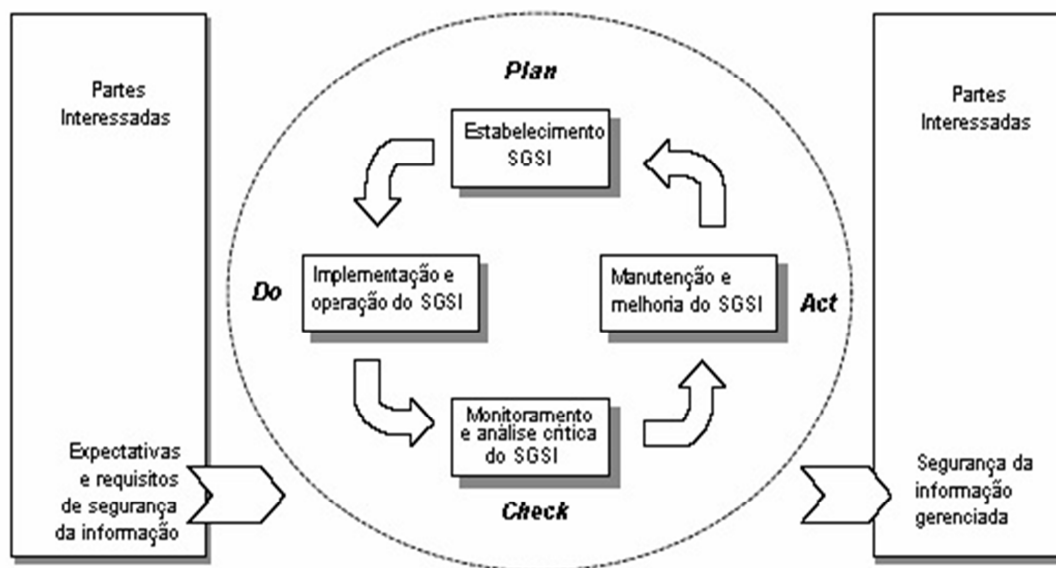 Partes
Interessadas
Expectativas
e requisitos
de segurança
da informação
Plan
Estabelecimento
SGSI
Do
Implementação e
operação do SGSI
Manutenção e
melhoria do SGSI
Act
Monitoramento
e análise crítica
do SGSI
Check
Partes
Interessadas
Segurança da
informação
gerenciada